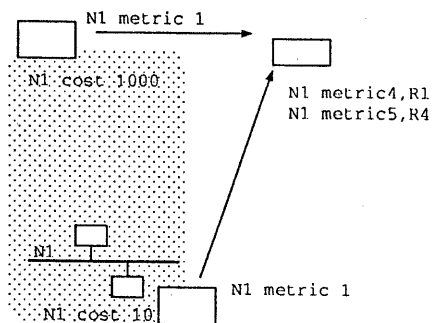 N1 metric 1
N1 cost 1000
N1 metric4,R1
N1 metric5,R4
N1
N1 metric 1
N1 cost 10